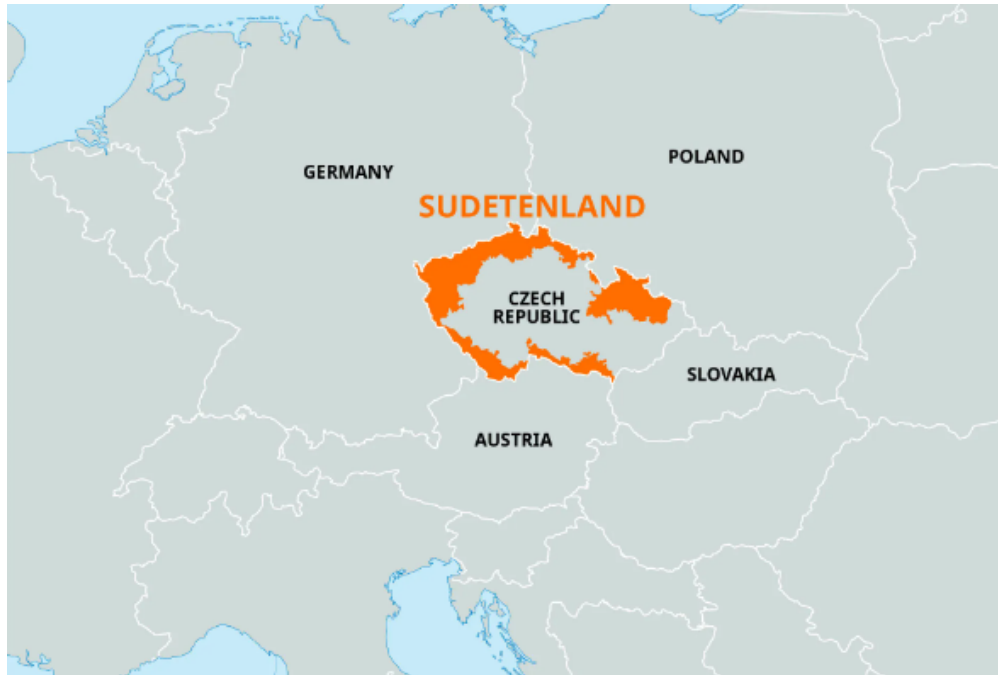 POLAND
GERMANY
SUDETENLAND
CZECH
REPUBLIC
SLOVAKIA
AUSTRIA